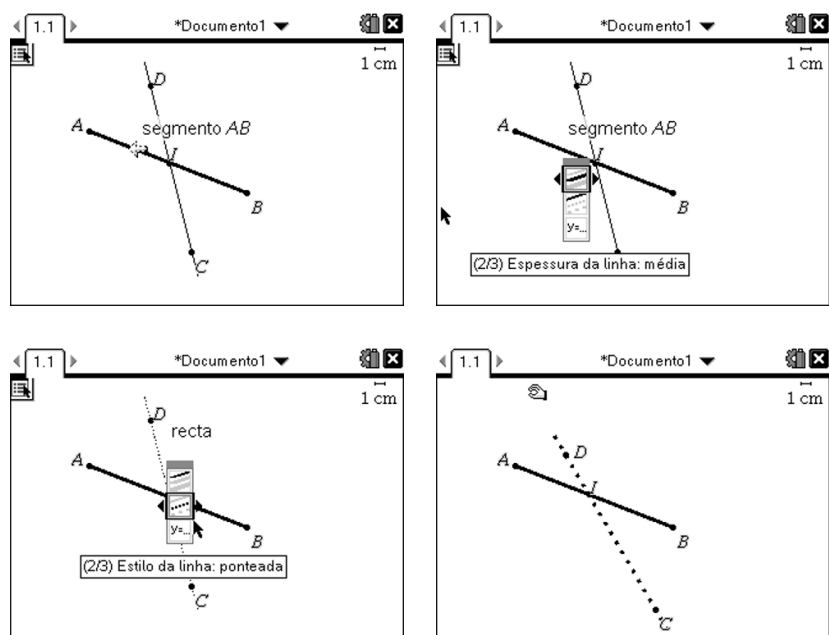 1.1 *Documento1
1 cm
D
A segmento AB
I
B
C
1.1 *Documento1
1 cm
D
A segmento AB
I
B
y=...
(2/3) Espessura da linha: média
1.1 *Documento1
1 cm
D
recta
A
B
y=...
(2/3) Estilo da linha: ponteada
C
1.1 *Documento1
1 cm
D
A
I
B
C